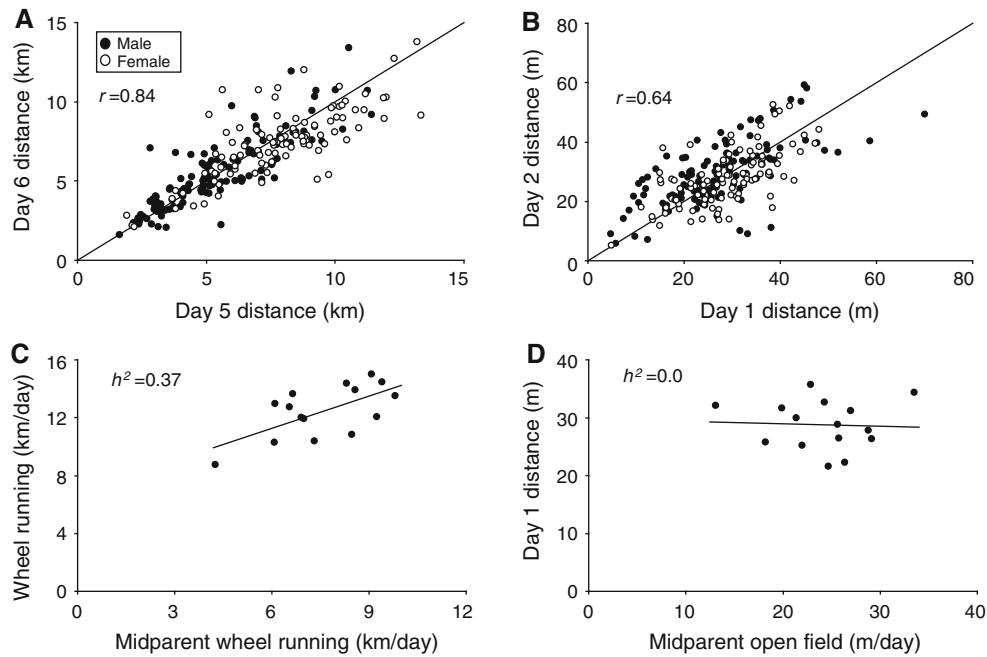 A
15
10
5
0
Day 6 distance (km)
Male
Female
r=0.84
0 5 10 15
Day 5 distance (km)
B
80
60
40
20
0
Day 2 distance (m)
r=0.64
0 20 40 60 80
Day 1 distance (m)
C
16
12
8
4
0
Wheel running (km/day)
h²=0.37
0 3 6 9 12
Midparent wheel running (km/day)
D
40
30
20
10
0
Day 1 distance (m)
h²=0.0
0 10 20 30 40
Midparent open field (m/day)